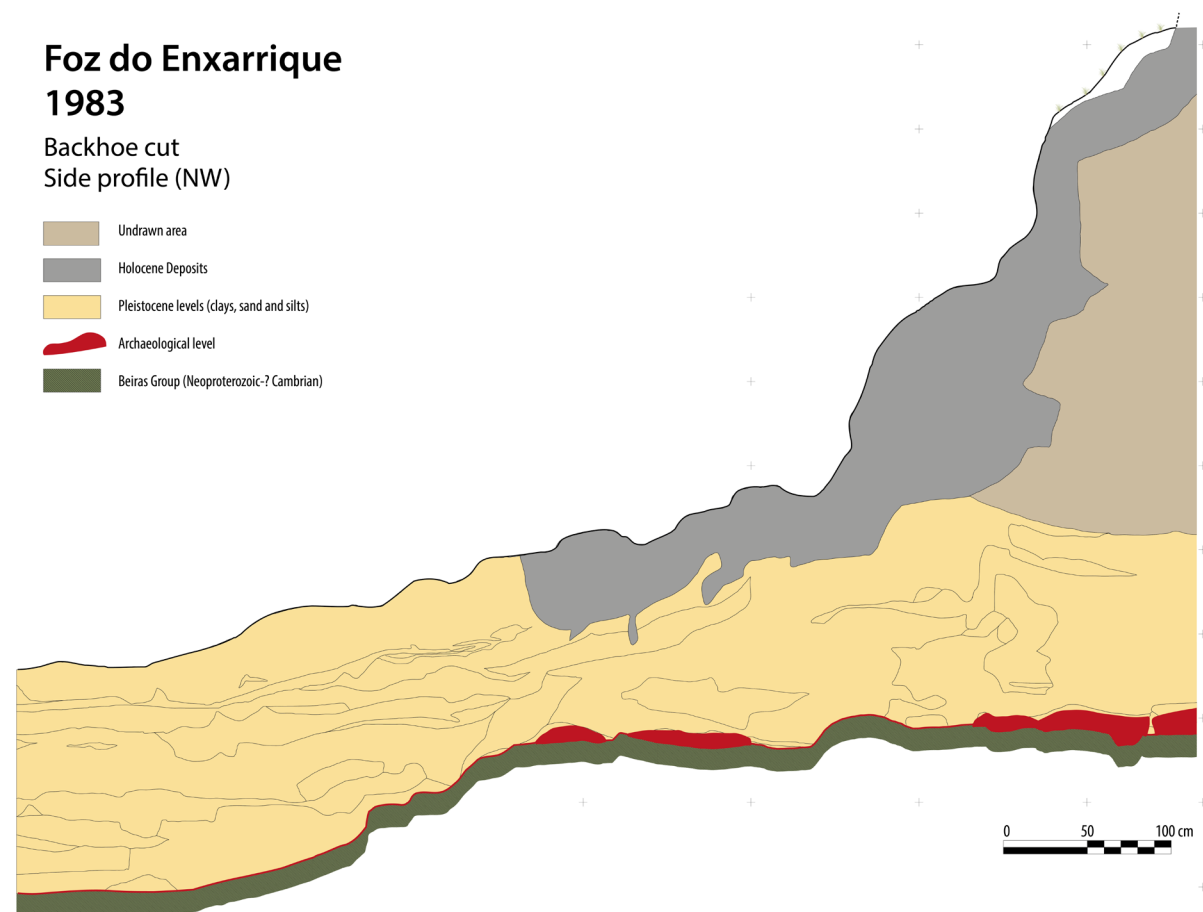 Foz do Enxarrique
1983
Backhoe cut
Side profile (NW)
Undrawn area
Holocene Deposits
Pleistocene levels (clays, sand and silts)
Archaeological level
Beiras Group (Neoproterozoic-? Cambrian)
0 50 100 cm